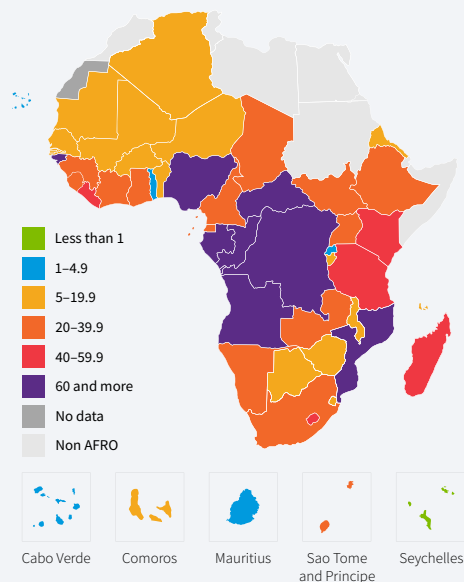 Less than 1
1–4.9
5–19.9
20–39.9
40–59.9
60 and more
No data
Non AFRO
Cabo Verde
Comoros
Mauritius
Sao Tome
and Principe
Seychelles